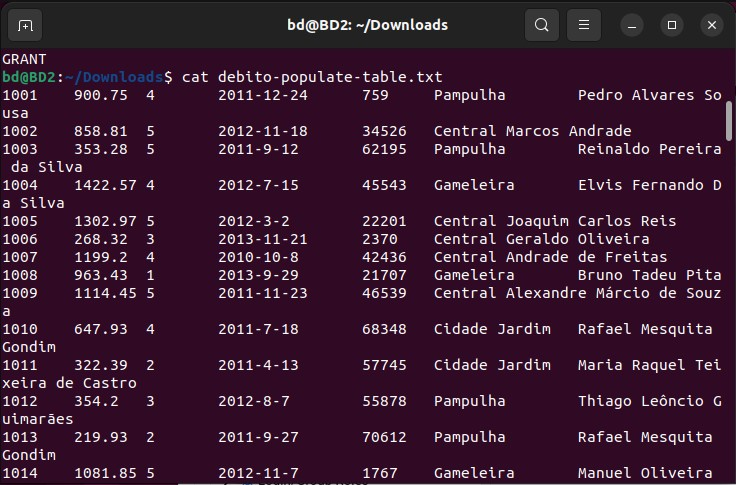 bd@BD2: ~/Downloads
GRANT
bd@BD2:~/Downloads$ cat debito-populate-table.txt
1001 900.75 4 2011-12-24 759 Pampulha Pedro Alvares So
usa
1002 858.81 5 2012-11-18 34526 Central Marcos Andrade
1003 353.28 5 2011-9-12 62195 Pampulha Reinaldo Pereira
da Silva
1004 1422.57 4 2012-7-15 45543 Gameleira Elvis Fernando D
a Silva
1005 1302.97 5 2012-3-2 22201 Central Joaquim Carlos Reis
1006 268.32 3 2013-11-21 2370 Central Geraldo Oliveira
1007 1199.2 4 2010-10-8 42436 Central Andrade de Freitas
1008 963.43 1 2013-9-29 21707 Gameleira Bruno Tadeu Pita
1009 1114.45 5 2011-11-23 46539 Central Alexandre Márcio de Souz
a
1010 647.93 4 2011-7-18 68348 Cidade Jardim Rafael Mesquita
Gondim
1011 322.39 2 2011-4-13 57745 Cidade Jardim Maria Raquel Tei
xeira de Castro
1012 354.2 3 2012-8-7 55878 Pampulha Thiago Leôncio G
uimarães
1013 219.93 2 2011-9-27 70612 Pampulha Rafael Mesquita
Gondim
1014 1081.85 5 2012-11-7 1767 Gameleira Manuel Oliveira